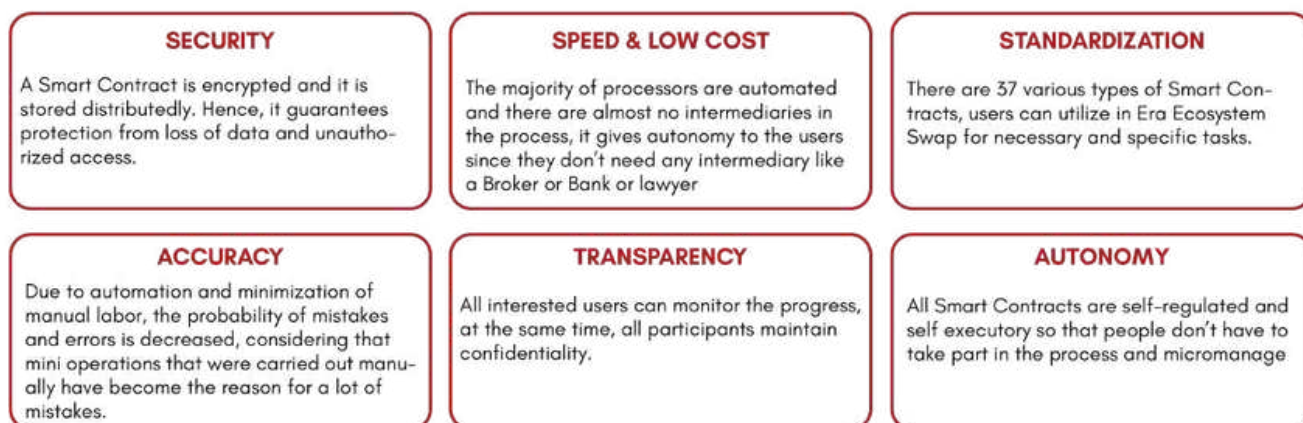 SECURITY
A Smart Contract is encrypted and it is
stored distributedly. Hence, it guarantees
protection from loss of data and unautho-
rized access.
SPEED & LOW COST
The majority of processors are automated
and there are almost no intermediaries in
the process, it gives autonomy to the users
since they don't need any intermediary like
a Broker or Bank or lawyer
STANDARDIZATION
There are 37 various types of Smart Con-
tracts, users can utilize in Era Ecosystem
Swap for necessary and specific tasks.
ACCURACY
Due to automation and minimization of
manual labor, the probability of mistakes
and errors is decreased, considering that
mini operations that were carried out manu-
ally have become the reason for a lot of
mistakes.
TRANSPARENCY
All interested users can monitor the progress,
at the same time, all participants maintain
confidentiality.
AUTONOMY
All Smart Contracts are self-regulated and
self executory so that people don't have to
take part in the process and micromanage